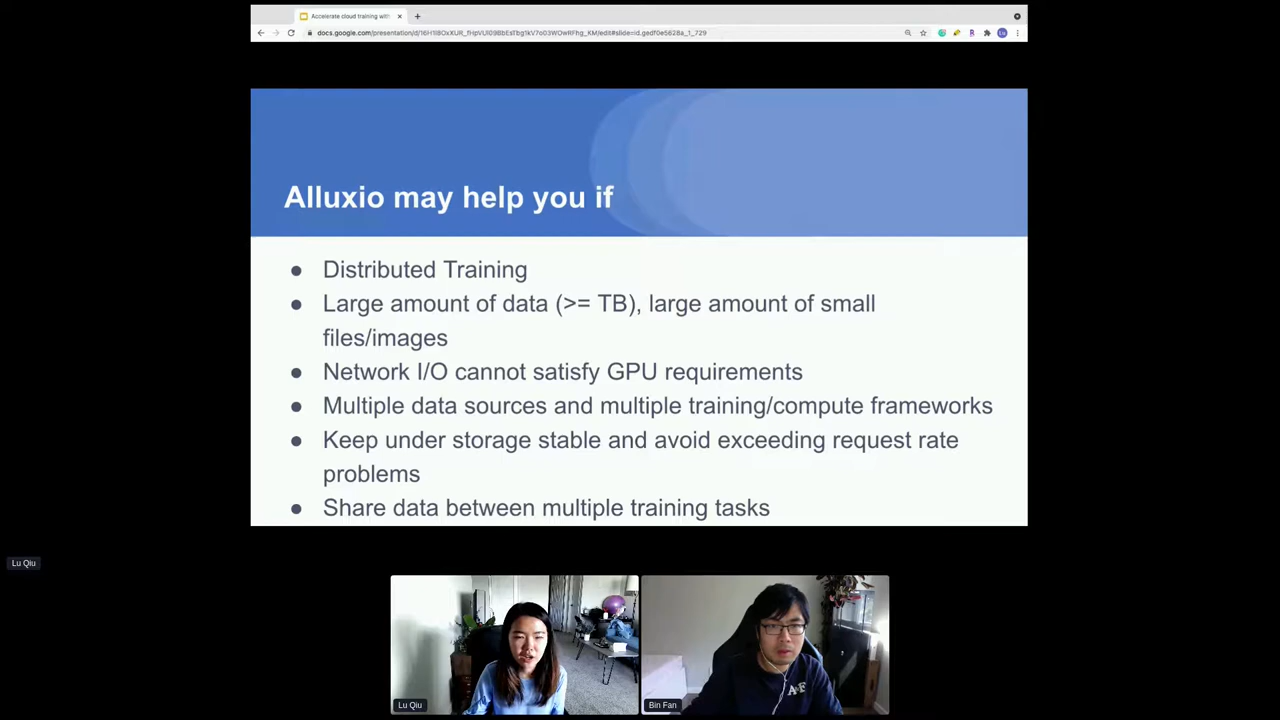 Accelerate cloud training with
docs.google.com/presentation/d/16H1l8OxXUR_fHpVUl09BbEsTbg1kV7o03WOwRFhg_KM/edit#slide=id.gedf0e5628a_1_729
Alluxio may help you if
● Distributed Training
● Large amount of data (>= TB), large amount of small
files/images
● Network I/O cannot satisfy GPU requirements
● Multiple data sources and multiple training/compute frameworks
● Keep under storage stable and avoid exceeding request rate
problems
● Share data between multiple training tasks
Lu Qiu
Lu Qiu
Bin Fan